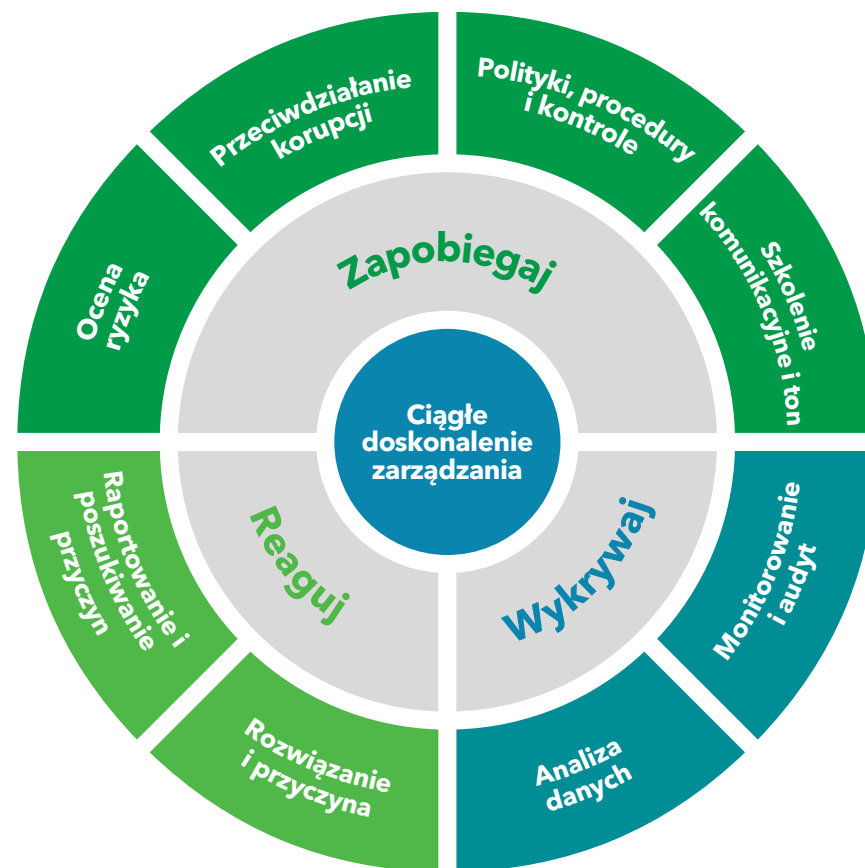 Przeciwdziałanie
korupcji
Polityki, procedury
i kontrole
Szkolenie
komunikacyjne i ton
Ocena
ryzyka
Zapobiegaj
Ciągłe
doskonalenie
zarządzania
Reaguj
Wykrywaj
Raportowanie i
poszukiwanie
przyczyn
Monitorowanie
i audyt
Rozwiązanie
i przyczyna
Analiza
danych